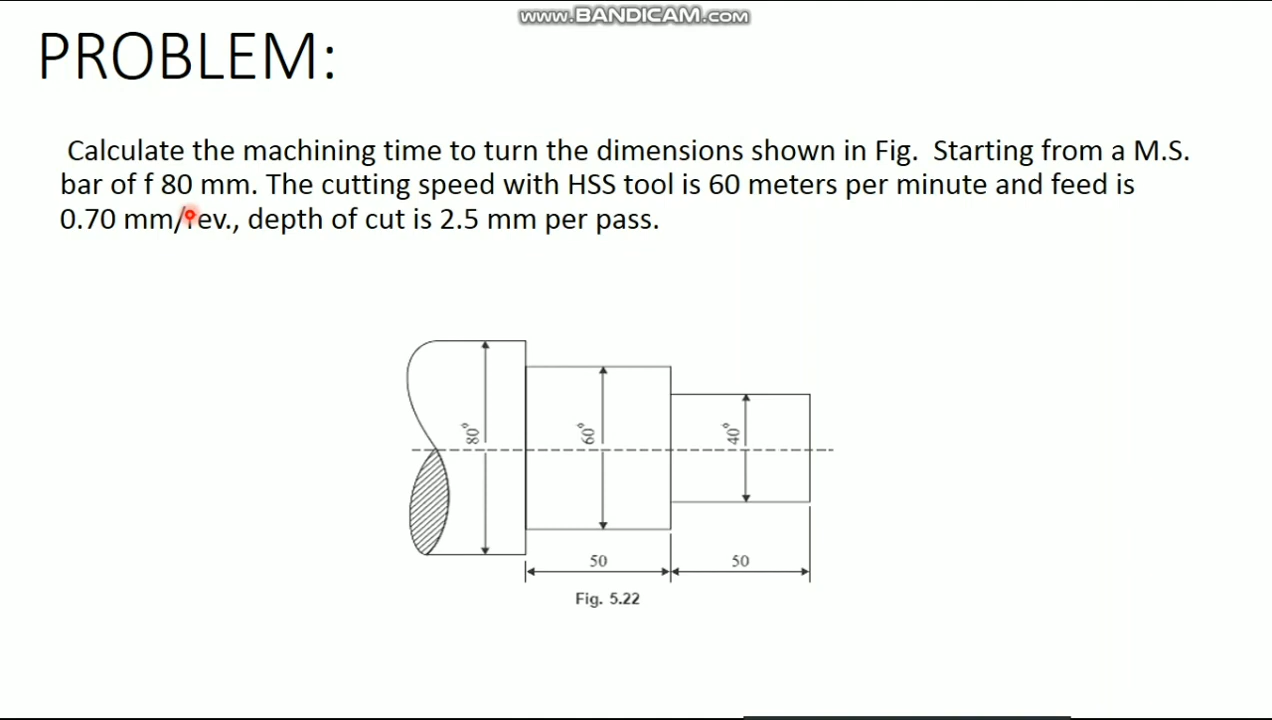 www.BANDICAM.com
PROBLEM:
Calculate the machining time to turn the dimensions shown in Fig. Starting from a M.S.
bar of f 80 mm. The cutting speed with HSS tool is 60 meters per minute and feed is
0.70 mm/rev., depth of cut is 2.5 mm per pass.
80°
60°
40°
50
50
Fig. 5.22